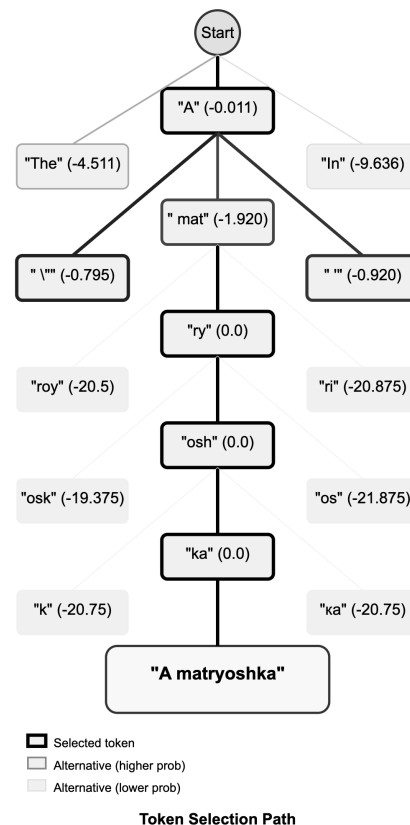 Start
"A" (-0.011)
"The" (-4.511)
"In" (-9.636)
" mat" (-1.920)
" \"" (-0.795)
" '" (-0.920)
"ry" (0.0)
"roy" (-20.5)
"ri" (-20.875)
"osh" (0.0)
"osk" (-19.375)
"os" (-21.875)
"ka" (0.0)
"k" (-20.75)
"ка" (-20.75)
"A matryoshka"
Selected token
Alternative (higher prob)
Alternative (lower prob)
Token Selection Path